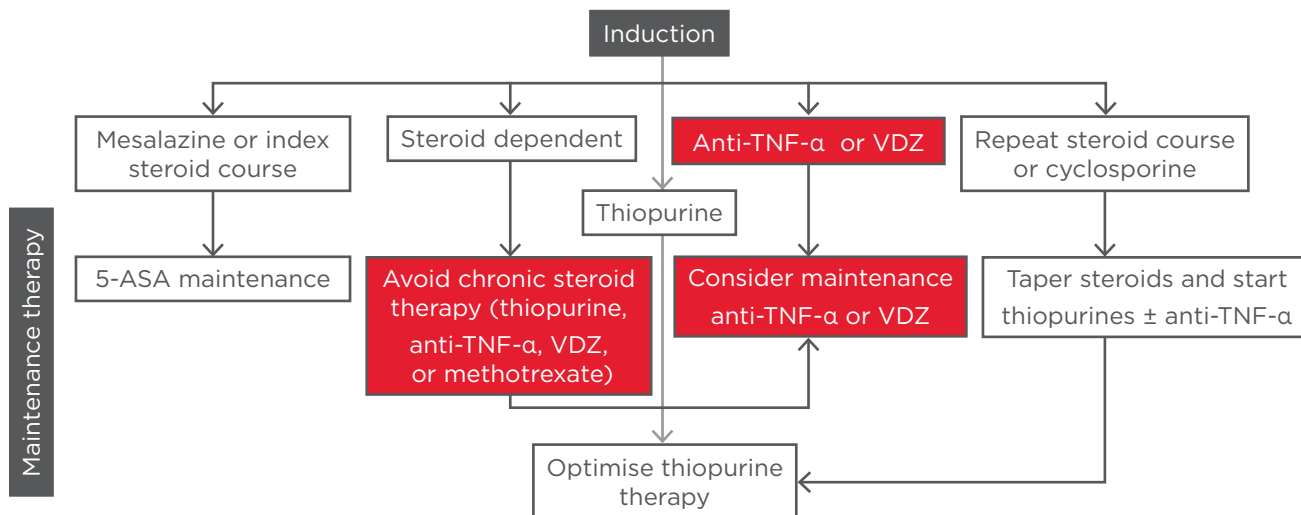 Induction
Mesalazine or index
steroid course
Steroid dependent
Anti-TNF-α or VDZ
Repeat steroid course
or cyclosporine
Thiopurine
Maintenance therapy
5-ASA maintenance
Avoid chronic steroid
therapy (thiopurine,
anti-TNF-α, VDZ,
or methotrexate)
Consider maintenance
anti-TNF-α or VDZ
Taper steroids and start
thiopurines ± anti-TNF-α
Optimise thiopurine
therapy